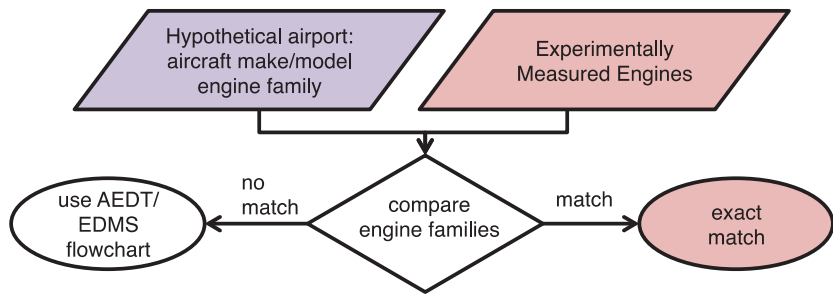 Hypothetical airport:
aircraft make/model
engine family
Experimentally
Measured Engines
no
match
match
use AEDT/
EDMS
flowchart
compare
engine families
exact
match